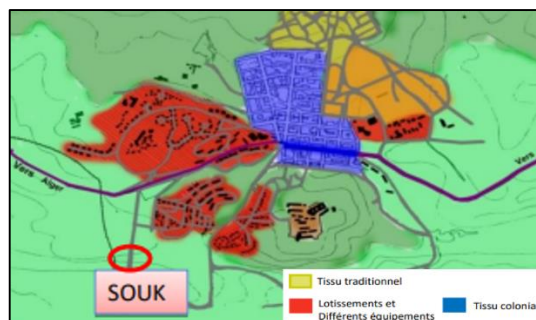 Vers
Alger
Vers
SOUK
Tissu traditionnel
Lotissements et
Différents équipements
Tissu colonia